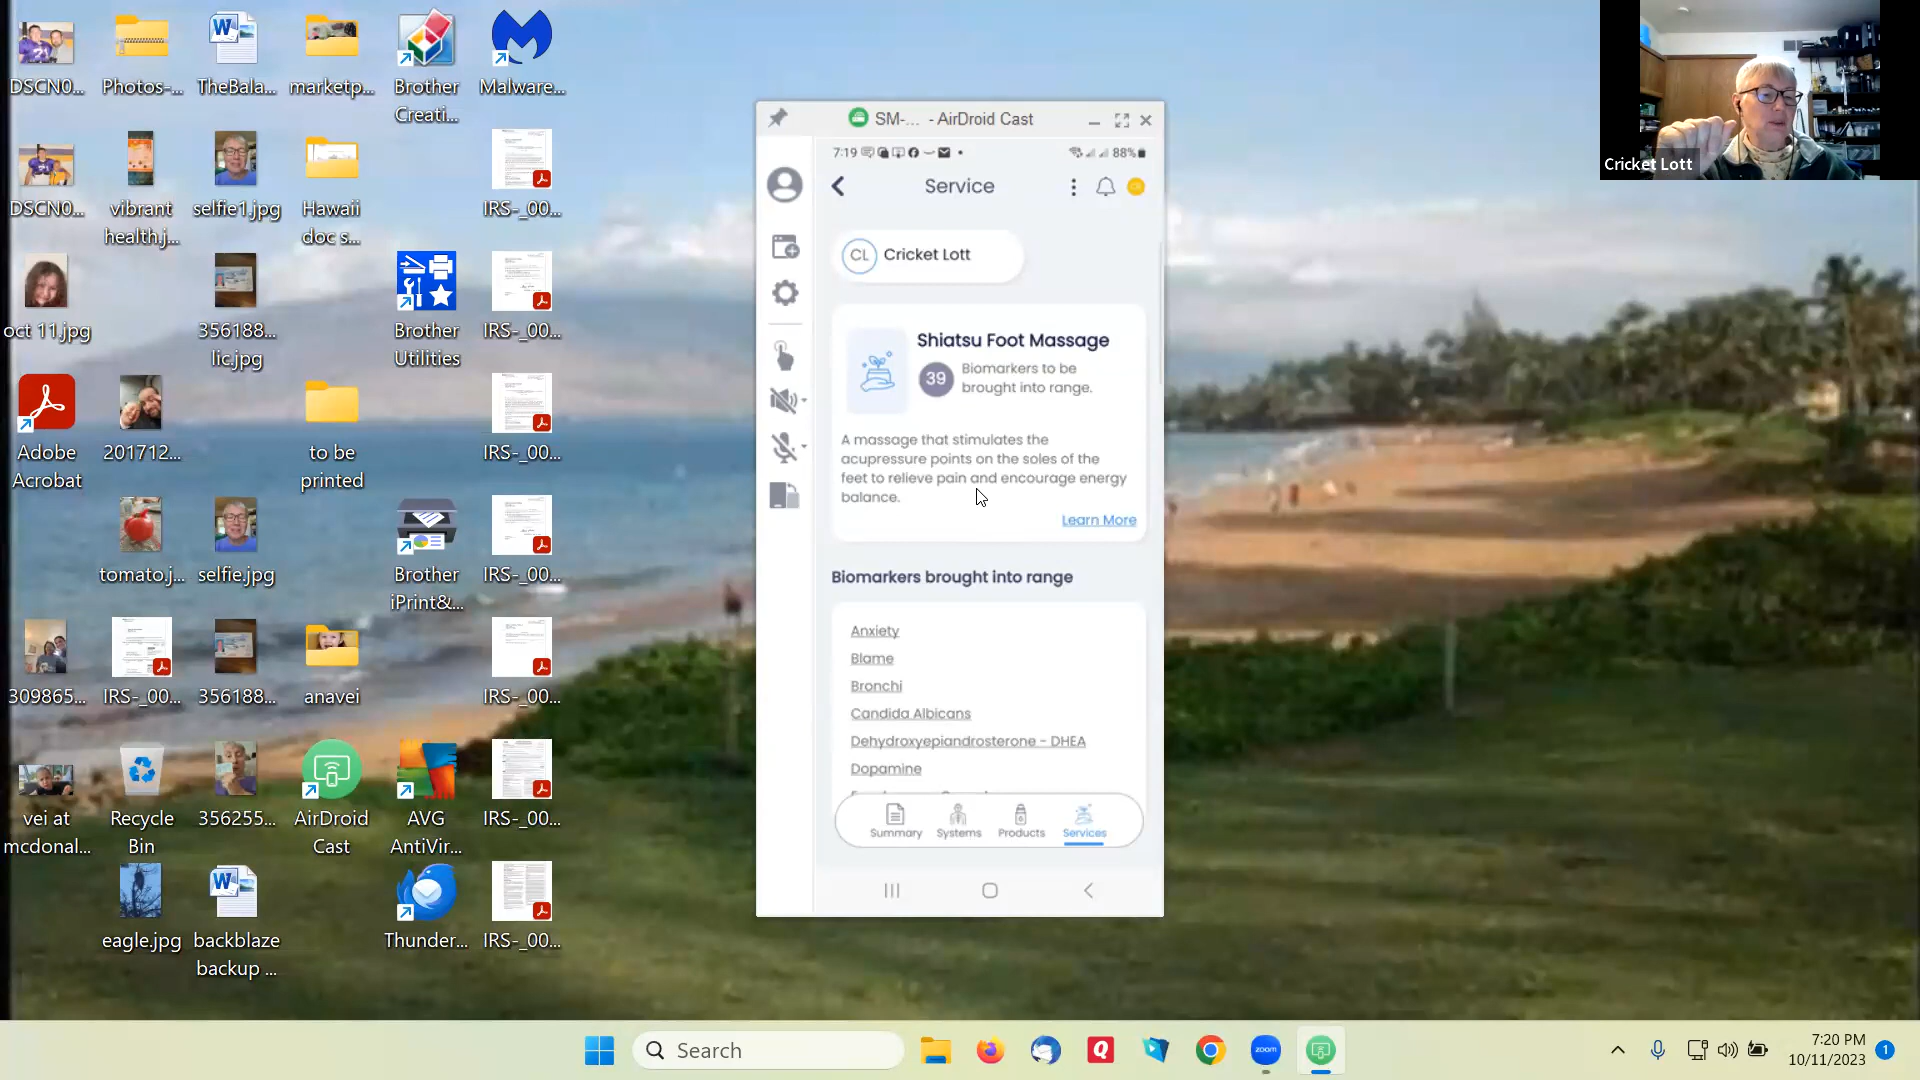 DSCN0...
Photos-...
TheBala...
marketp...
Brother
Creati...
Malware...
DSCN0...
vibrant
health.j...
selfie1.jpg
Hawaii
doc s...
IRS-_00...
oct 11.jpg
356188...
lic.jpg
Brother
Utilities
IRS-_00...
Adobe
Acrobat
201712...
to be
printed
IRS-_00...
tomato.j...
selfie.jpg
Brother
iPrint&...
IRS-_00...
309865...
IRS-_00...
356188...
anavei
IRS-_00...
vei at
mcdonal...
Recycle
Bin
356255...
AirDroid
Cast
AVG
AntiVir...
IRS-_00...
eagle.jpg
backblaze
backup ...
Thunder...
IRS-_00...
SM-... - AirDroid Cast
7:19
88%
Service
CL Cricket Lott
Shiatsu Foot Massage
39
Biomarkers to be
brought into range.
A massage that stimulates the
acupressure points on the soles of the
feet to relieve pain and encourage energy
balance.
Learn More
Biomarkers brought into range
Anxiety
Blame
Bronchi
Candida Albicans
Dehydroxyepiandrosterone - DHEA
Dopamine
Summary
Systems
Products
Services
Cricket Lott
Search
zoom
7:20 PM
10/11/2023
1